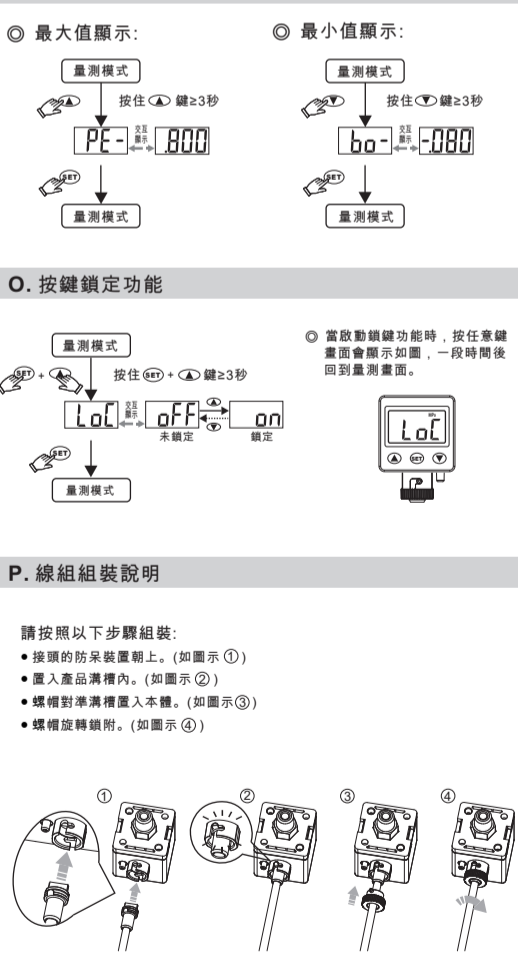 ◎ 最大值顯示:
量測模式
按住 ▲ 鍵≥3秒
PE- 交互顯示 .800
SET
量測模式
◎ 最小值顯示:
量測模式
按住 ▼ 鍵≥3秒
bo- 交互顯示 -.080
SET
量測模式
O. 按鍵鎖定功能
量測模式
SET + ▲ 按住 SET + ▲ 鍵≥3秒
LoC 交互顯示 oFF ▲ ▼ on
未鎖定 鎖定
SET
量測模式
◎ 當啟動鎖鍵功能時，按任意鍵
畫面會顯示如圖，一段時間後
回到量測畫面。
MPa
LoC
▲ SET ▼
P. 線組組裝說明
請按照以下步驟組裝:
● 接頭的防呆裝置朝上。(如圖示 ①)
● 置入產品溝槽內。(如圖示 ②)
● 螺帽對準溝槽置入本體。(如圖示③)
● 螺帽旋轉鎖附。(如圖示 ④)
① ② ③ ④